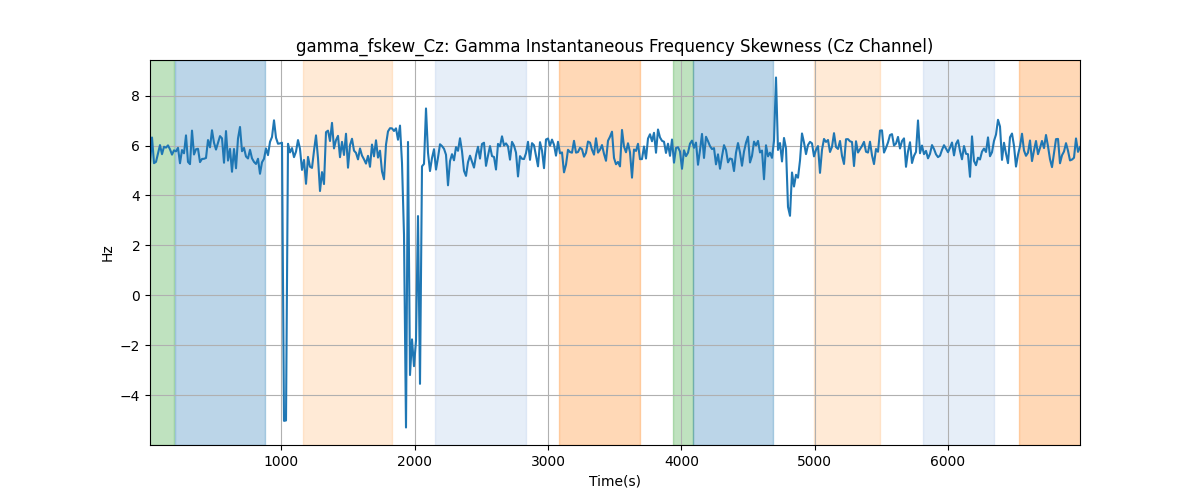 gamma_fskew_Cz: Gamma Instantaneous Frequency Skewness (Cz Channel)
8
6
4
2
0
−2
−4
Hz
1000 2000 3000 4000 5000 6000
Time(s)